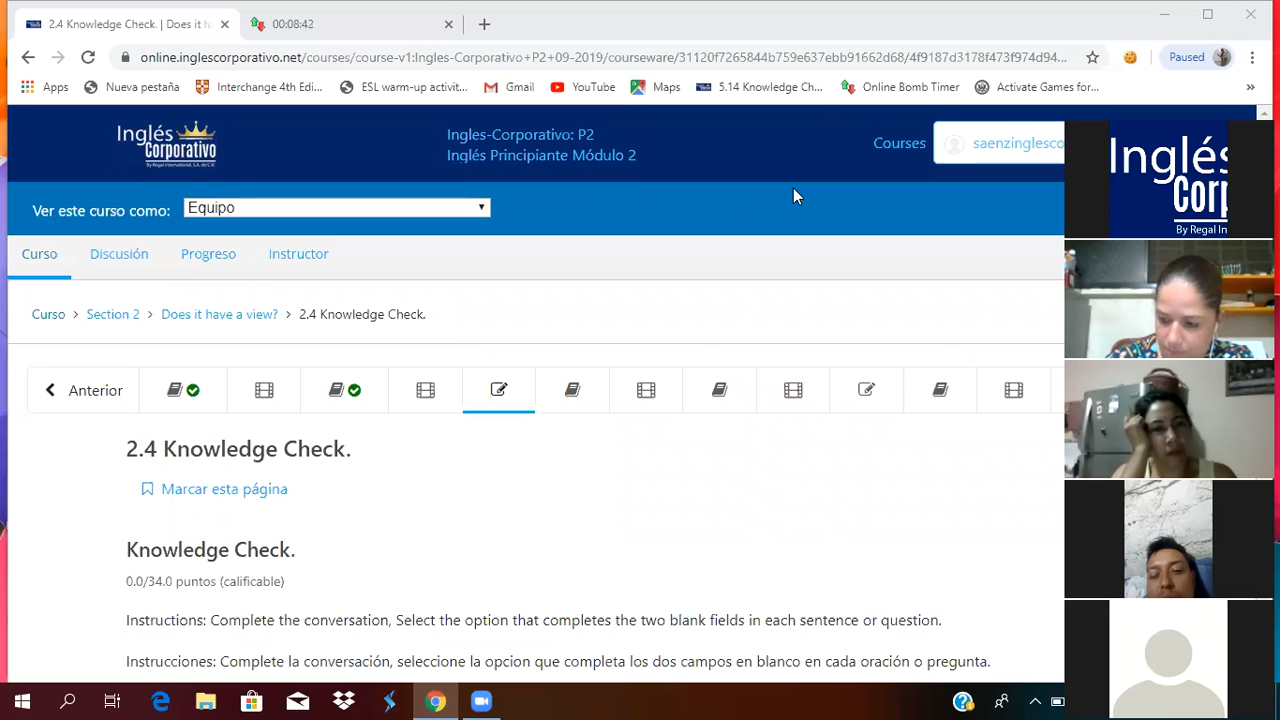 2.4 Knowledge Check. | Does it h
00:08:42
online.inglescorporativo.net/courses/course-v1:Ingles-Corporativo+P2+09-2019/courseware/31120f7265844b759e637ebb91662d68/4f9187d3178f473f974d94...
Paused
Apps
Nueva pestaña
Interchange 4th Edi...
ESL warm-up activit...
Gmail
YouTube
Maps
5.14 Knowledge Ch...
Online Bomb Timer
Activate Games for...
»
Inglés
Corporativo
By Regal International, S.A. de C.V.
Ingles-Corporativo: P2
Inglés Principiante Módulo 2
Courses
saenzinglesco
Inglés
Corp
By Regal In
Ver este curso como:
Equipo
Curso
Discusión
Progreso
Instructor
Curso > Section 2 > Does it have a view? > 2.4 Knowledge Check.
Anterior
2.4 Knowledge Check.
Marcar esta página
Knowledge Check.
0.0/34.0 puntos (calificable)
Instructions: Complete the conversation, Select the option that completes the two blank fields in each sentence or question.
Instrucciones: Complete la conversación, seleccione la opcion que completa los dos campos en blanco en cada oración o pregunta.